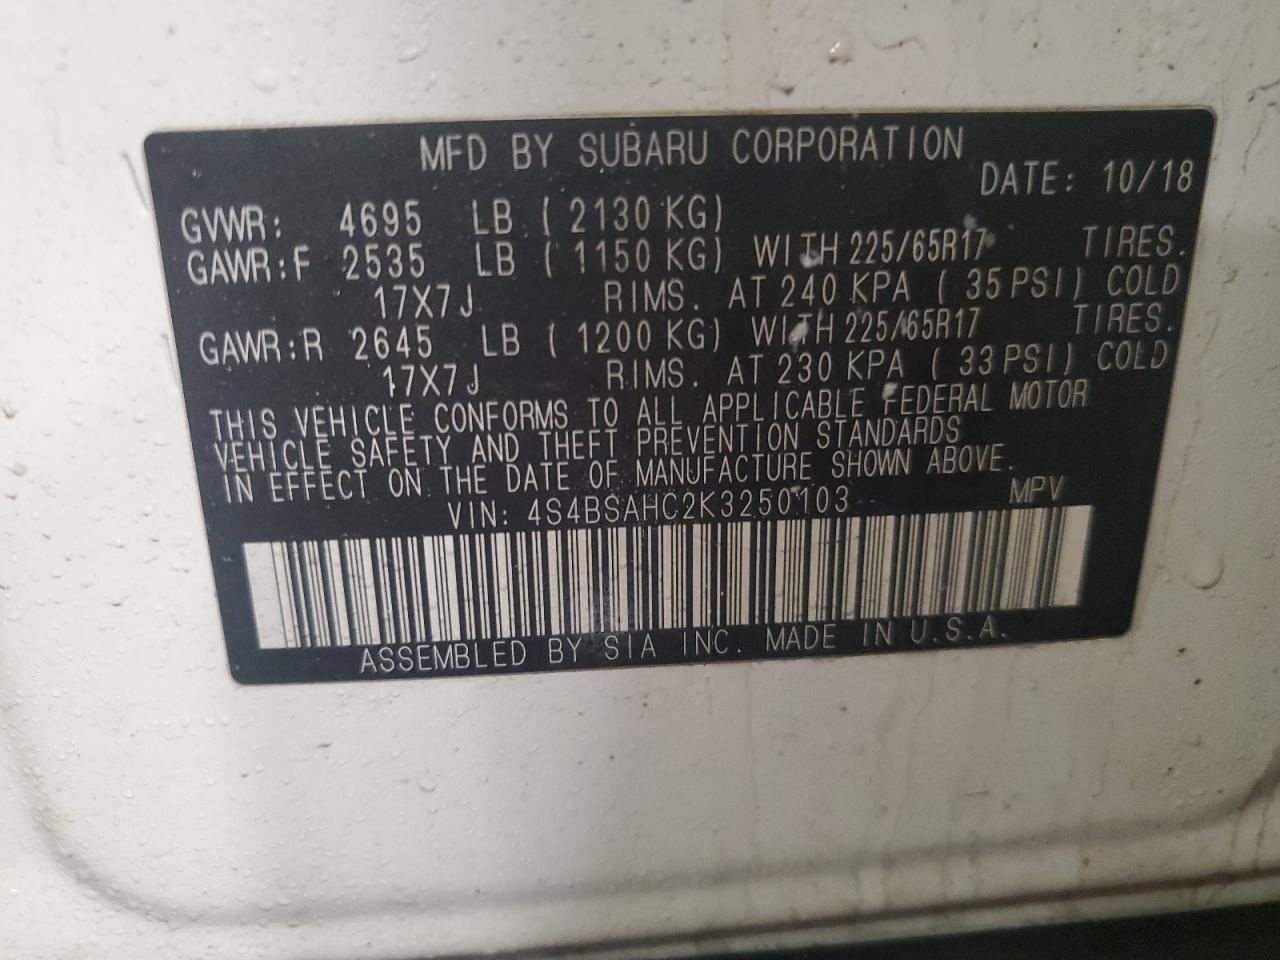 MFD BY SUBARU CORPORATION
DATE: 10/18
GVWR: 4695 LB ( 2130 KG)
GAWR:F 2535 LB ( 1150 KG) WITH 225/65R17 TIRES.
17X7J RIMS. AT 240 KPA ( 35 PSI) COLD
GAWR:R 2645 LB ( 1200 KG) WITH 225/65R17 TIRES.
17X7J RIMS. AT 230 KPA ( 33 PSI) COLD
THIS VEHICLE CONFORMS TO ALL APPLICABLE FEDERAL MOTOR
VEHICLE SAFETY AND THEFT PREVENTION STANDARDS
IN EFFECT ON THE DATE OF MANUFACTURE SHOWN ABOVE.
VIN: 4S4BSAHC2K3250103 MPV
ASSEMBLED BY SIA INC. MADE IN U.S.A.